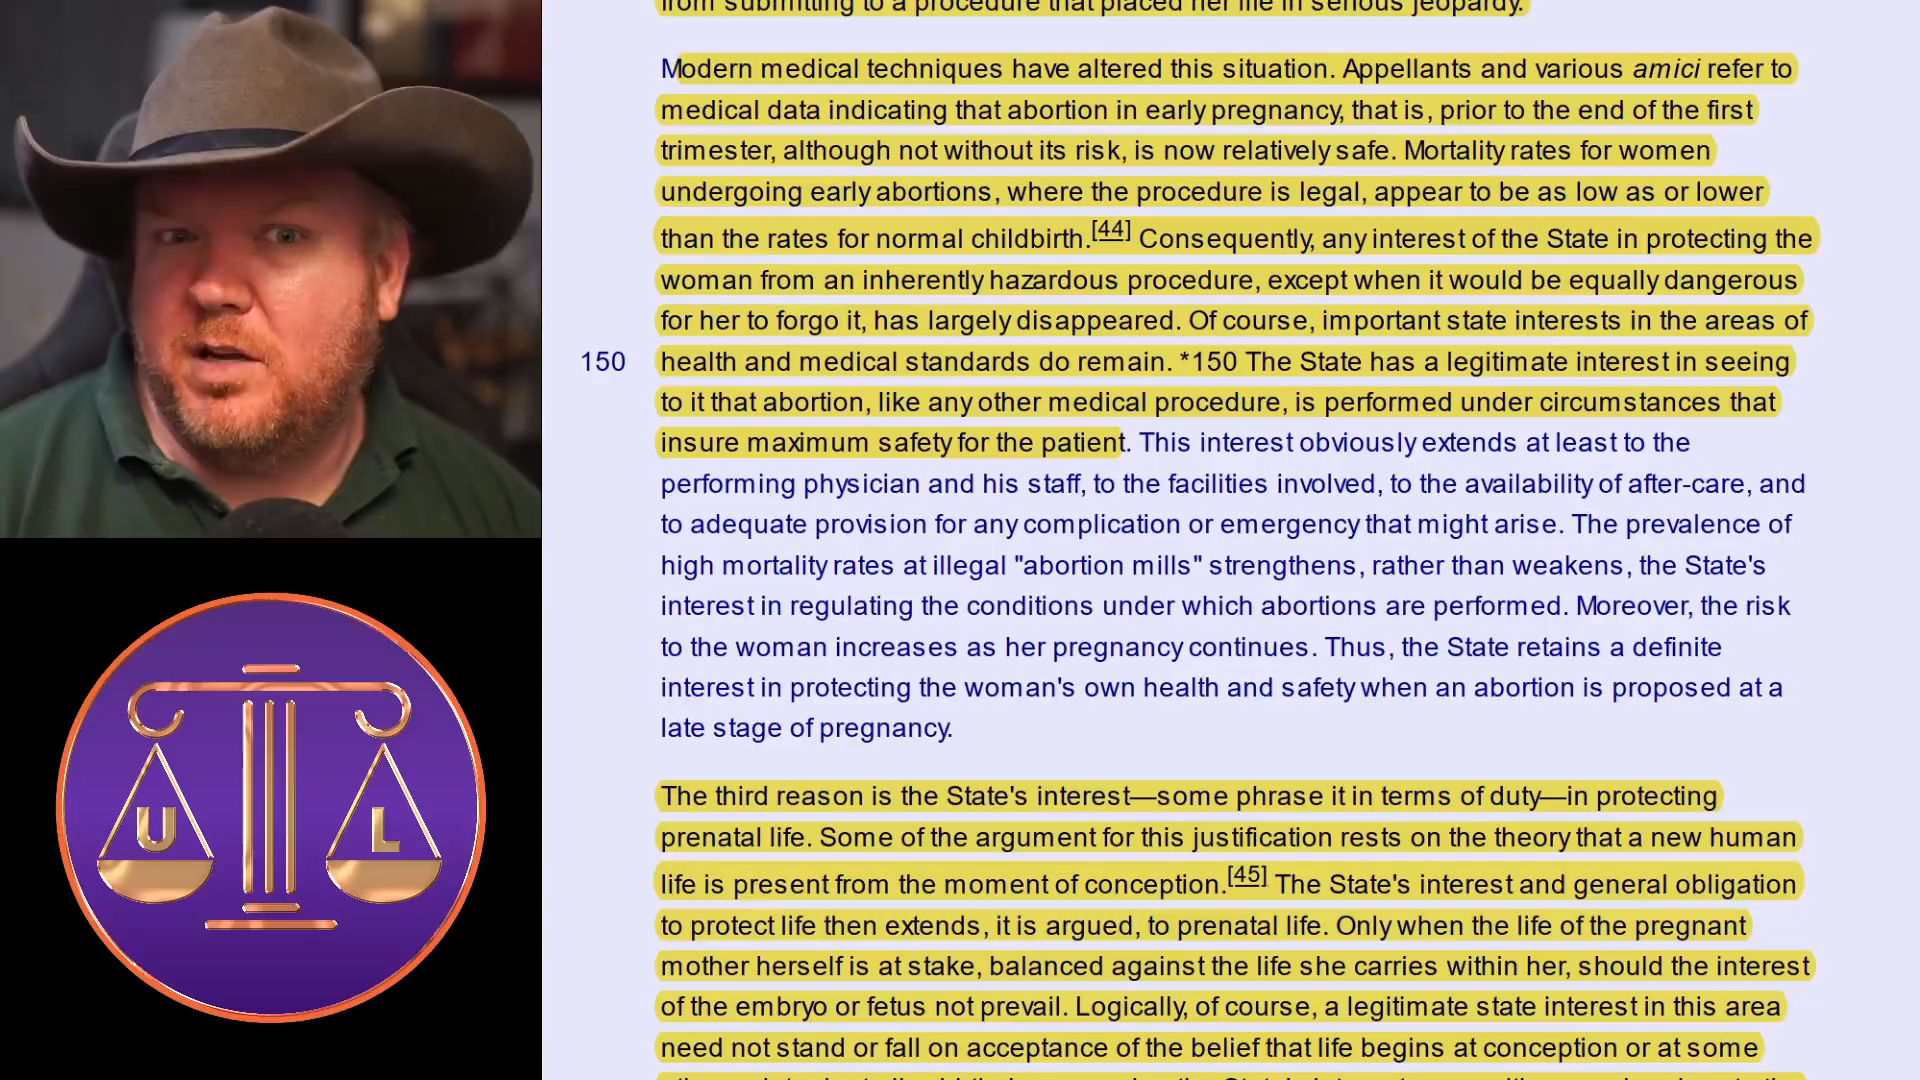 from submitting to a procedure that placed her life in serious jeopardy.
Modern medical techniques have altered this situation. Appellants and various amici refer to
medical data indicating that abortion in early pregnancy, that is, prior to the end of the first
trimester, although not without its risk, is now relatively safe. Mortality rates for women
undergoing early abortions, where the procedure is legal, appear to be as low as or lower
than the rates for normal childbirth.[44] Consequently, any interest of the State in protecting the
woman from an inherently hazardous procedure, except when it would be equally dangerous
for her to forgo it, has largely disappeared. Of course, important state interests in the areas of
150 health and medical standards do remain. *150 The State has a legitimate interest in seeing
to it that abortion, like any other medical procedure, is performed under circumstances that
insure maximum safety for the patient. This interest obviously extends at least to the
performing physician and his staff, to the facilities involved, to the availability of after-care, and
to adequate provision for any complication or emergency that might arise. The prevalence of
high mortality rates at illegal "abortion mills" strengthens, rather than weakens, the State's
interest in regulating the conditions under which abortions are performed. Moreover, the risk
to the woman increases as her pregnancy continues. Thus, the State retains a definite
interest in protecting the woman's own health and safety when an abortion is proposed at a
late stage of pregnancy.
The third reason is the State's interest—some phrase it in terms of duty—in protecting
prenatal life. Some of the argument for this justification rests on the theory that a new human
life is present from the moment of conception.[45] The State's interest and general obligation
to protect life then extends, it is argued, to prenatal life. Only when the life of the pregnant
mother herself is at stake, balanced against the life she carries within her, should the interest
of the embryo or fetus not prevail. Logically, of course, a legitimate state interest in this area
need not stand or fall on acceptance of the belief that life begins at conception or at some
U L